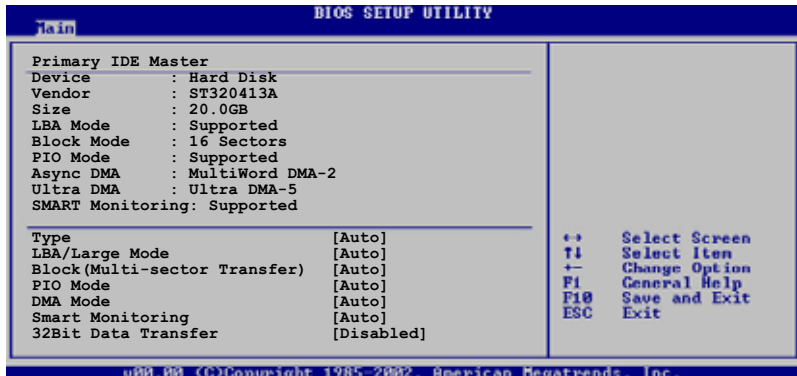 BIOS SETUP UTILITY
Main
Primary IDE Master
Device : Hard Disk
Vendor : ST320413A
Size : 20.0GB
LBA Mode : Supported
Block Mode : 16 Sectors
PIO Mode : Supported
Async DMA : MultiWord DMA-2
Ultra DMA : Ultra DMA-5
SMART Monitoring: Supported
Type [Auto]
LBA/Large Mode [Auto]
Block(Multi-sector Transfer) [Auto]
PIO Mode [Auto]
DMA Mode [Auto]
Smart Monitoring [Auto]
32Bit Data Transfer [Disabled]
←→ Select Screen
↑↓ Select Item
+- Change Option
F1 General Help
F10 Save and Exit
ESC Exit
v00.00 (C)Copyright 1985-2002, American Megatrends, Inc.